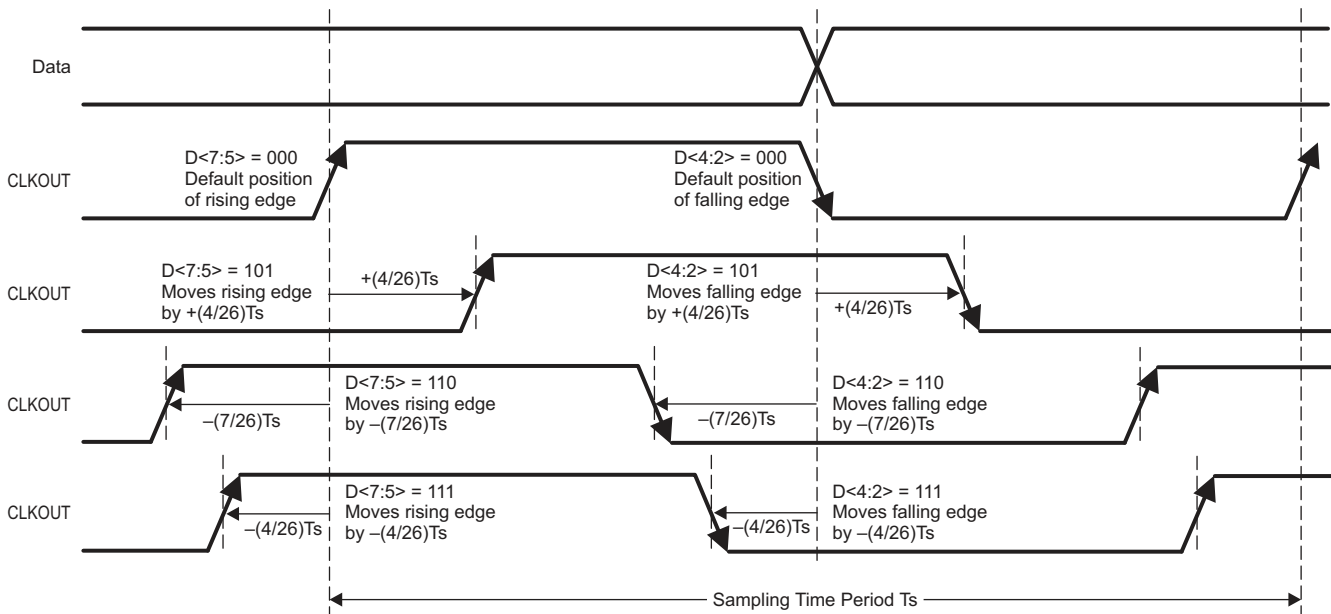 Data
CLKOUT
D<7:5> = 000
Default position
of rising edge
D<4:2> = 000
Default position
of falling edge
CLKOUT
D<7:5> = 101
Moves rising edge
by +(4/26)Ts
+(4/26)Ts
D<4:2> = 101
Moves falling edge
by +(4/26)Ts
+(4/26)Ts
CLKOUT
–(7/26)Ts
D<7:5> = 110
Moves rising edge
by –(7/26)Ts
–(7/26)Ts
D<4:2> = 110
Moves falling edge
by –(7/26)Ts
CLKOUT
–(4/26)Ts
D<7:5> = 111
Moves rising edge
by –(4/26)Ts
–(4/26)Ts
D<4:2> = 111
Moves falling edge
by –(4/26)Ts
Sampling Time Period Ts